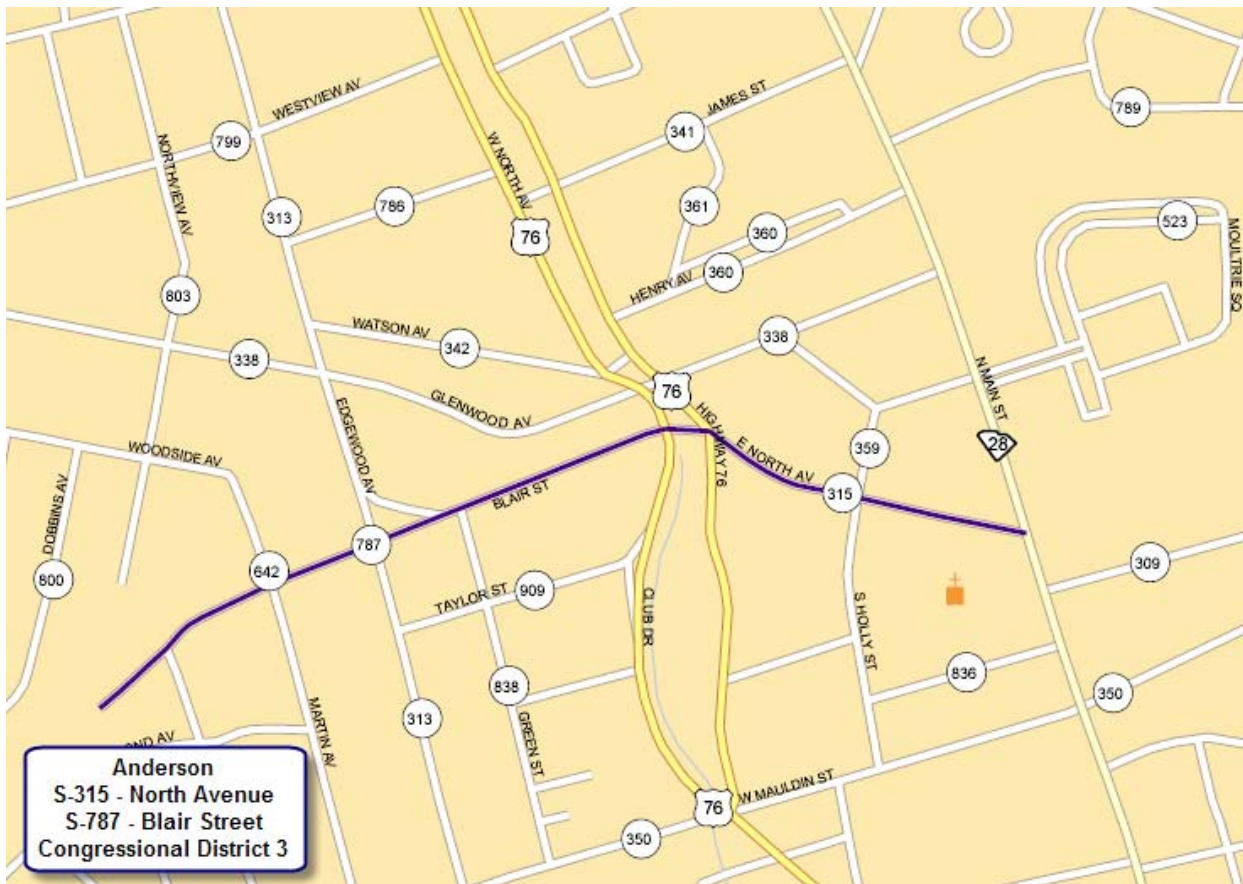 WESTVIEW AV
799
NORTHVIEW AV
313
786
W NORTH AV
76
JAMES ST
341
361
360
360
HENRY AV
789
523
MOULTRIE SQ
803
WATSON AV
342
338
338
GLENWOOD AV
76
HIGHWAY 76
E NORTH AV
N MAIN ST
28
359
315
EDGEWOOD AV
WOODSIDE AV
DOBBINS AV
800
642
787
BLAIR ST
TAYLOR ST
909
CLUB DR
S HOLLY ST
309
836
350
838
GREEN ST
313
MARTIN AV
OND AV
W MAULDIN ST
76
350
Anderson
S-315 - North Avenue
S-787 - Blair Street
Congressional District 3